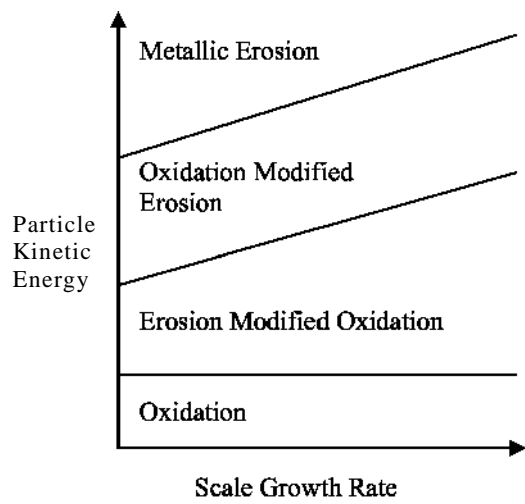 Metallic Erosion
Oxidation Modified
Erosion
Particle
Kinetic
Energy
Erosion Modified Oxidation
Oxidation
Scale Growth Rate